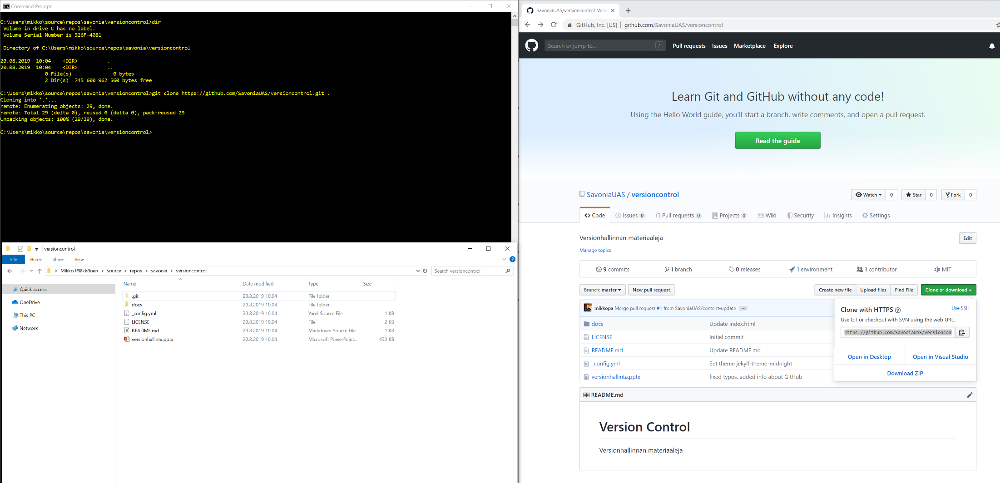 Command Prompt
C:\Users\mikko\source\repos\savonia\versioncontrol>dir
Volume in drive C has no label.
Volume Serial Number is 326F-4081
Directory of C:\Users\mikko\source\repos\savonia\versioncontrol
20.08.2019  10:04    <DIR>          .
20.08.2019  10:04    <DIR>          ..
0 File(s)              0 bytes
2 Dir(s)  745 600 962 560 bytes free
C:\Users\mikko\source\repos\savonia\versioncontrol>git clone https://github.com/SavoniaUAS/versioncontrol.git .
Cloning into '.'...
remote: Enumerating objects: 29, done.
remote: Total 29 (delta 0), reused 0 (delta 0), pack-reused 29
Unpacking objects: 100% (29/29), done.
C:\Users\mikko\source\repos\savonia\versioncontrol>
versioncontrol
File Home Share View
Mikko Pääkkönen > source > repos > savonia > versioncontrol
Search versioncontrol
Quick access
OneDrive
This PC
Network
Name Date modified Type Size
.git 20.8.2019 10.04 File folder
docs 20.8.2019 10.04 File folder
_config.yml 20.8.2019 10.04 Yaml Source File 1 KB
LICENSE 20.8.2019 10.04 File 2 KB
README.md 20.8.2019 10.04 Markdown Source File 1 KB
versionhallinta.pptx 20.8.2019 10.04 Microsoft PowerPoint... 432 KB
SavoniaUAS/versioncontrol: Vers
GitHub, Inc. [US] | github.com/SavoniaUAS/versioncontrol
Search or jump to... / Pull requests Issues Marketplace Explore
Learn Git and GitHub without any code!
Using the Hello World guide, you’ll start a branch, write comments, and open a pull request.
Read the guide
SavoniaUAS / versioncontrol
Watch 0 Star 0 Fork 0
Code Issues 0 Pull requests 0 Projects 0 Wiki Security Insights Settings
Versionhallinnan materiaaleja
Edit
Manage topics
9 commits 1 branch 0 releases 1 environment 1 contributor MIT
Branch: master New pull request Create new file Upload files Find File Clone or download
mikkopa Merge pull request #1 from SavoniaUAS/content-update ...
docs Update index.html
LICENSE Initial commit
README.md Update README.md
_config.yml Set theme jekyll-theme-midnight
versionhallinta.pptx fixed typos, added info about GitHub
Clone with HTTPS ? Use SSH
Use Git or checkout with SVN using the web URL.
https://github.com/SavoniaUAS/versioncon
Open in Desktop Open in Visual Studio
Download ZIP
README.md
Version Control
Versionhallinnan materiaaleja